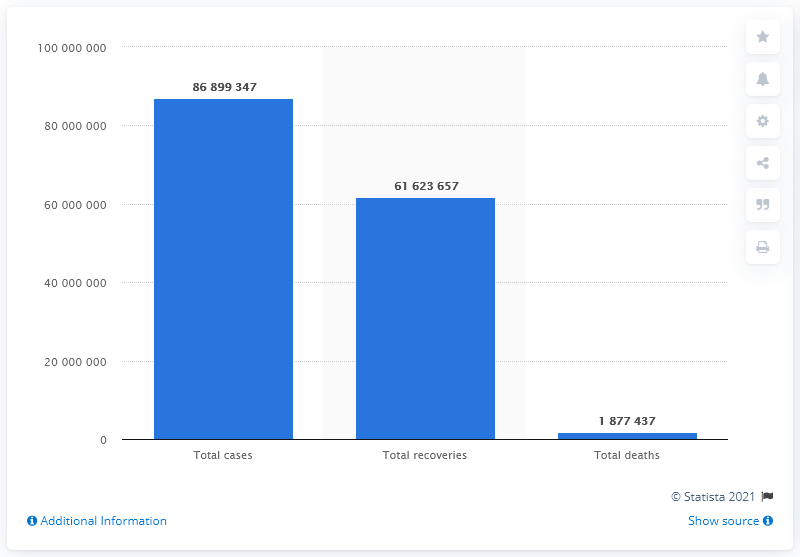 100 000 000
80 000 000
60 000 000
40 000 000
20 000 000
0
86 899 347
61 623 657
1 877 437
Total cases
Total recoveries
Total deaths
© Statista 2021
Additional Information
Show source